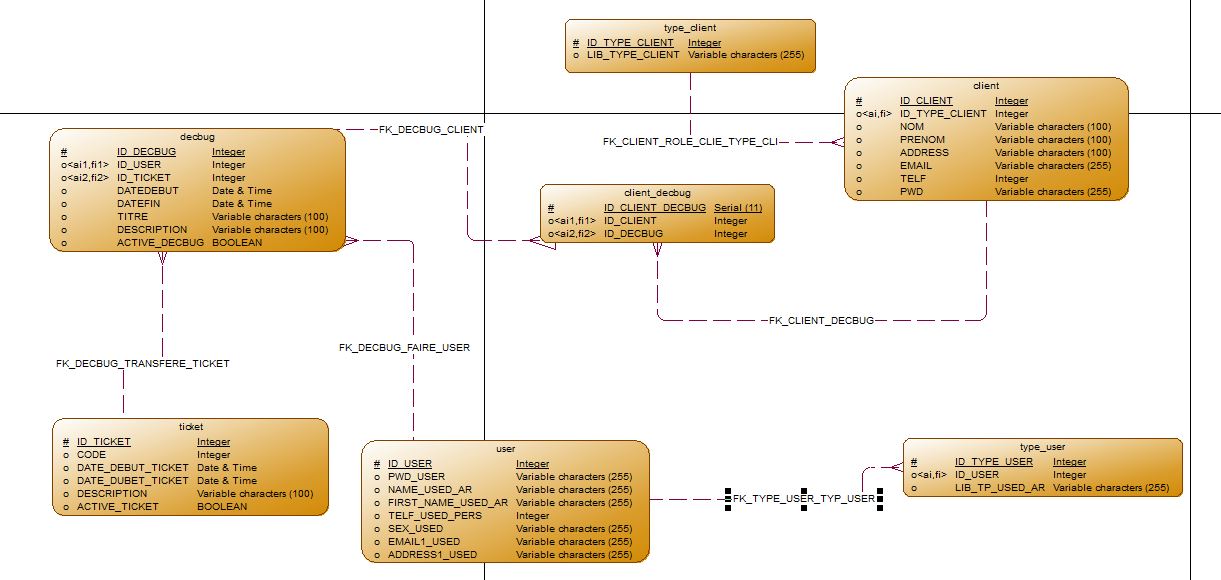 type_client
# ID_TYPE_CLIENT Integer
o LIB_TYPE_CLIENT Variable characters (255)
client
# ID_CLIENT Integer
o<ai,fi> ID_TYPE_CLIENT Integer
o NOM Variable characters (100)
o PRENOM Variable characters (100)
o ADDRESS Variable characters (100)
o EMAIL Variable characters (255)
o TELF Integer
o PWD Variable characters (255)
FK_DECBUG_CLIENT
FK_CLIENT_ROLE_CLIE_TYPE_CLI
decbug
# ID_DECBUG Integer
o<ai1,fi1> ID_USER Integer
o<ai2,fi2> ID_TICKET Integer
o DATEDEBUT Date & Time
o DATEFIN Date & Time
o TITRE Variable characters (100)
o DESCRIPTION Variable characters (100)
o ACTIVE_DECBUG BOOLEAN
client_decbug
# ID_CLIENT_DECBUG Serial (11)
o<ai1,fi1> ID_CLIENT Integer
o<ai2,fi2> ID_DECBUG Integer
FK_CLIENT_DECBUG
FK_DECBUG_FAIRE_USER
FK_DECBUG_TRANSFERE_TICKET
ticket
# ID_TICKET Integer
o CODE Integer
o DATE_DEBUT_TICKET Date & Time
o DATE_DUBET_TICKET Date & Time
o DESCRIPTION Variable characters (100)
o ACTIVE_TICKET BOOLEAN
user
# ID_USER Integer
o PWD_USER Variable characters (255)
o NAME_USED_AR Variable characters (255)
o FIRST_NAME_USED_AR Variable characters (255)
o TELF_USED_PERS Integer
o SEX_USED Variable characters (255)
o EMAIL1_USED Variable characters (255)
o ADDRESS1_USED Variable characters (255)
FK_TYPE_USER_TYP_USER
type_user
# ID_TYPE_USER Integer
o<ai,fi> ID_USER Integer
o LIB_TP_USED_AR Variable characters (255)